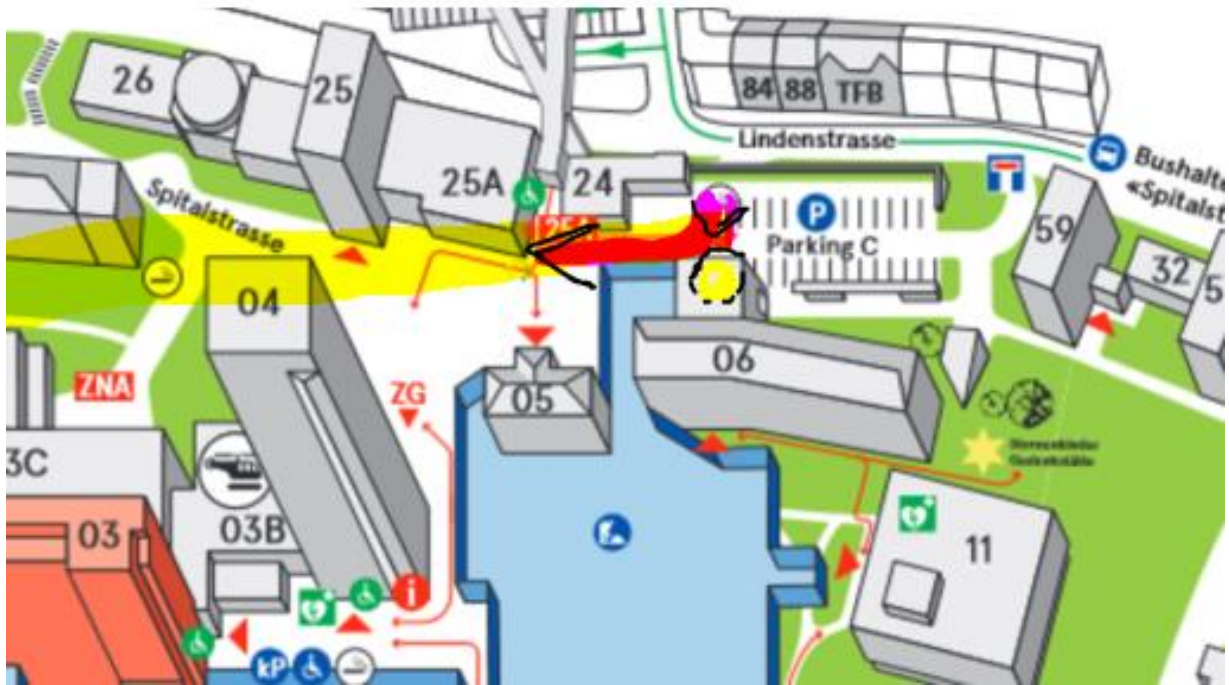 26
25
25A
24
84
88
TFB
Lindenstrasse
Bushalte
«Spitalst
P
Parking C
59
32
5
Spitalstrasse
04
ZNA
ZG
05
06
3C
03
03B
11
i
kP